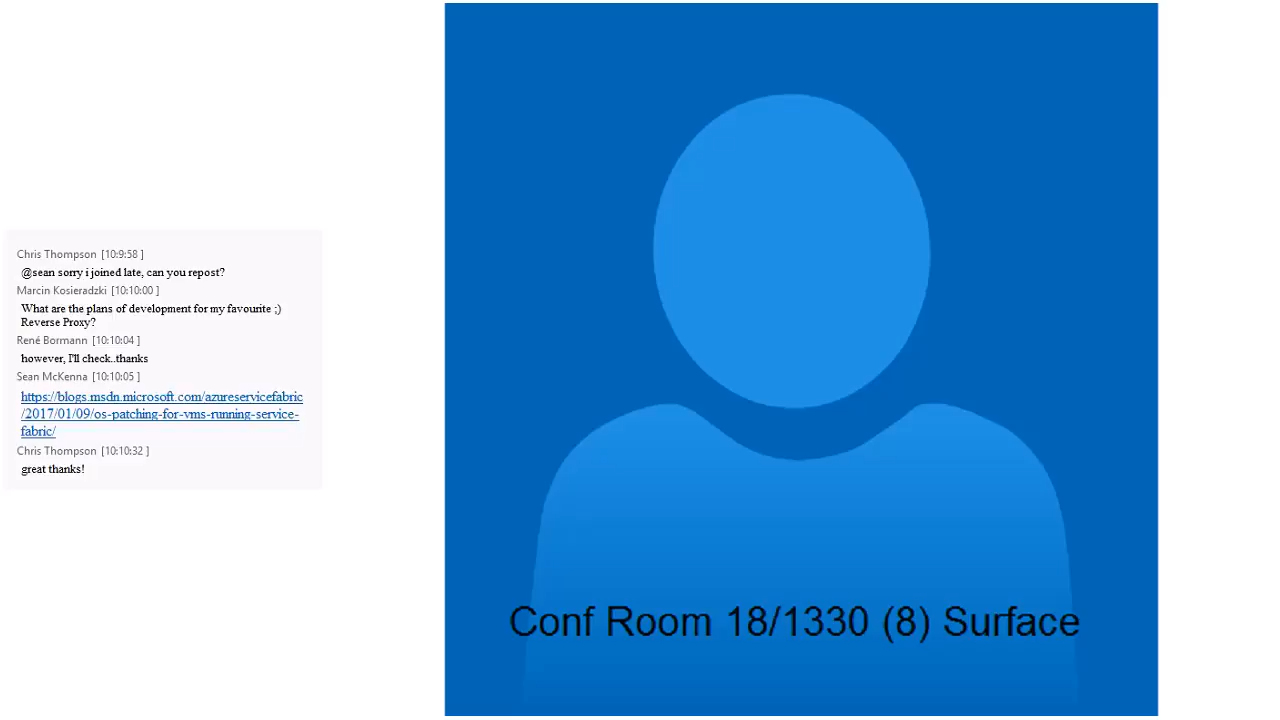 Chris Thompson [10:9:58 ]
@sean sorry i joined late, can you repost?
Marcin Kosieradzki [10:10:00 ]
What are the plans of development for my favourite ;)
Reverse Proxy?
René Bormann [10:10:04 ]
however, I'll check..thanks
Sean McKenna [10:10:05 ]
https://blogs.msdn.microsoft.com/azureservicefabric
/2017/01/09/os-patching-for-vms-running-service-
fabric/
Chris Thompson [10:10:32 ]
great thanks!
Conf Room 18/1330 (8) Surface